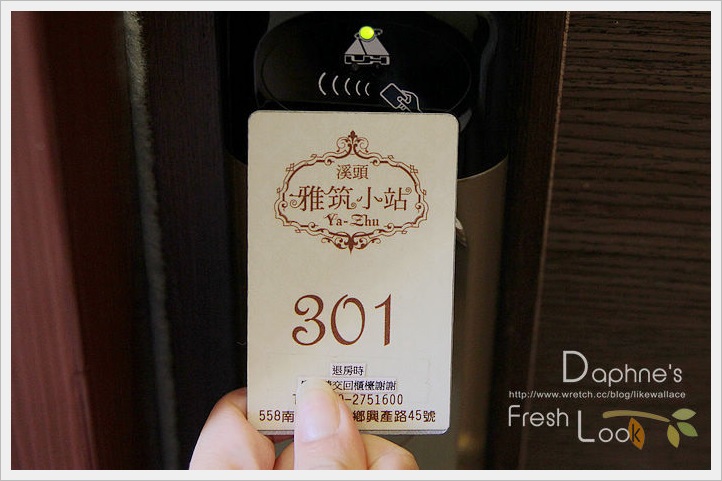 溪頭
雅筑小站
Ya-Zhu
301
退房時
交回櫃檯謝謝
0-2751600
558南 鄉興產路45號
Daphne's
http://www.wretch.cc/blog/likewallace
Fresh Look